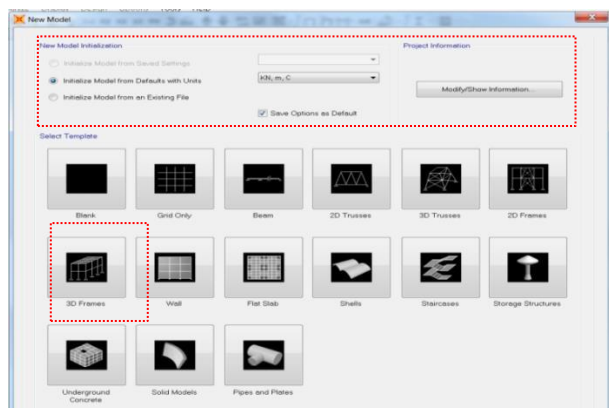 New Model
New Model Initialization
Project Information
Initialize Model from Saved Settings
Initialize Model from Defaults with Units
KN, m, C
Modify/Show Information...
Initialize Model from an Existing File
Save Options as Default
Select Template
Blank
Grid Only
Beam
2D Trusses
3D Trusses
2D Frames
3D Frames
Wall
Flat Slab
Shells
Staircases
Storage Structures
Underground
Concrete
Solid Models
Pipes and Plates